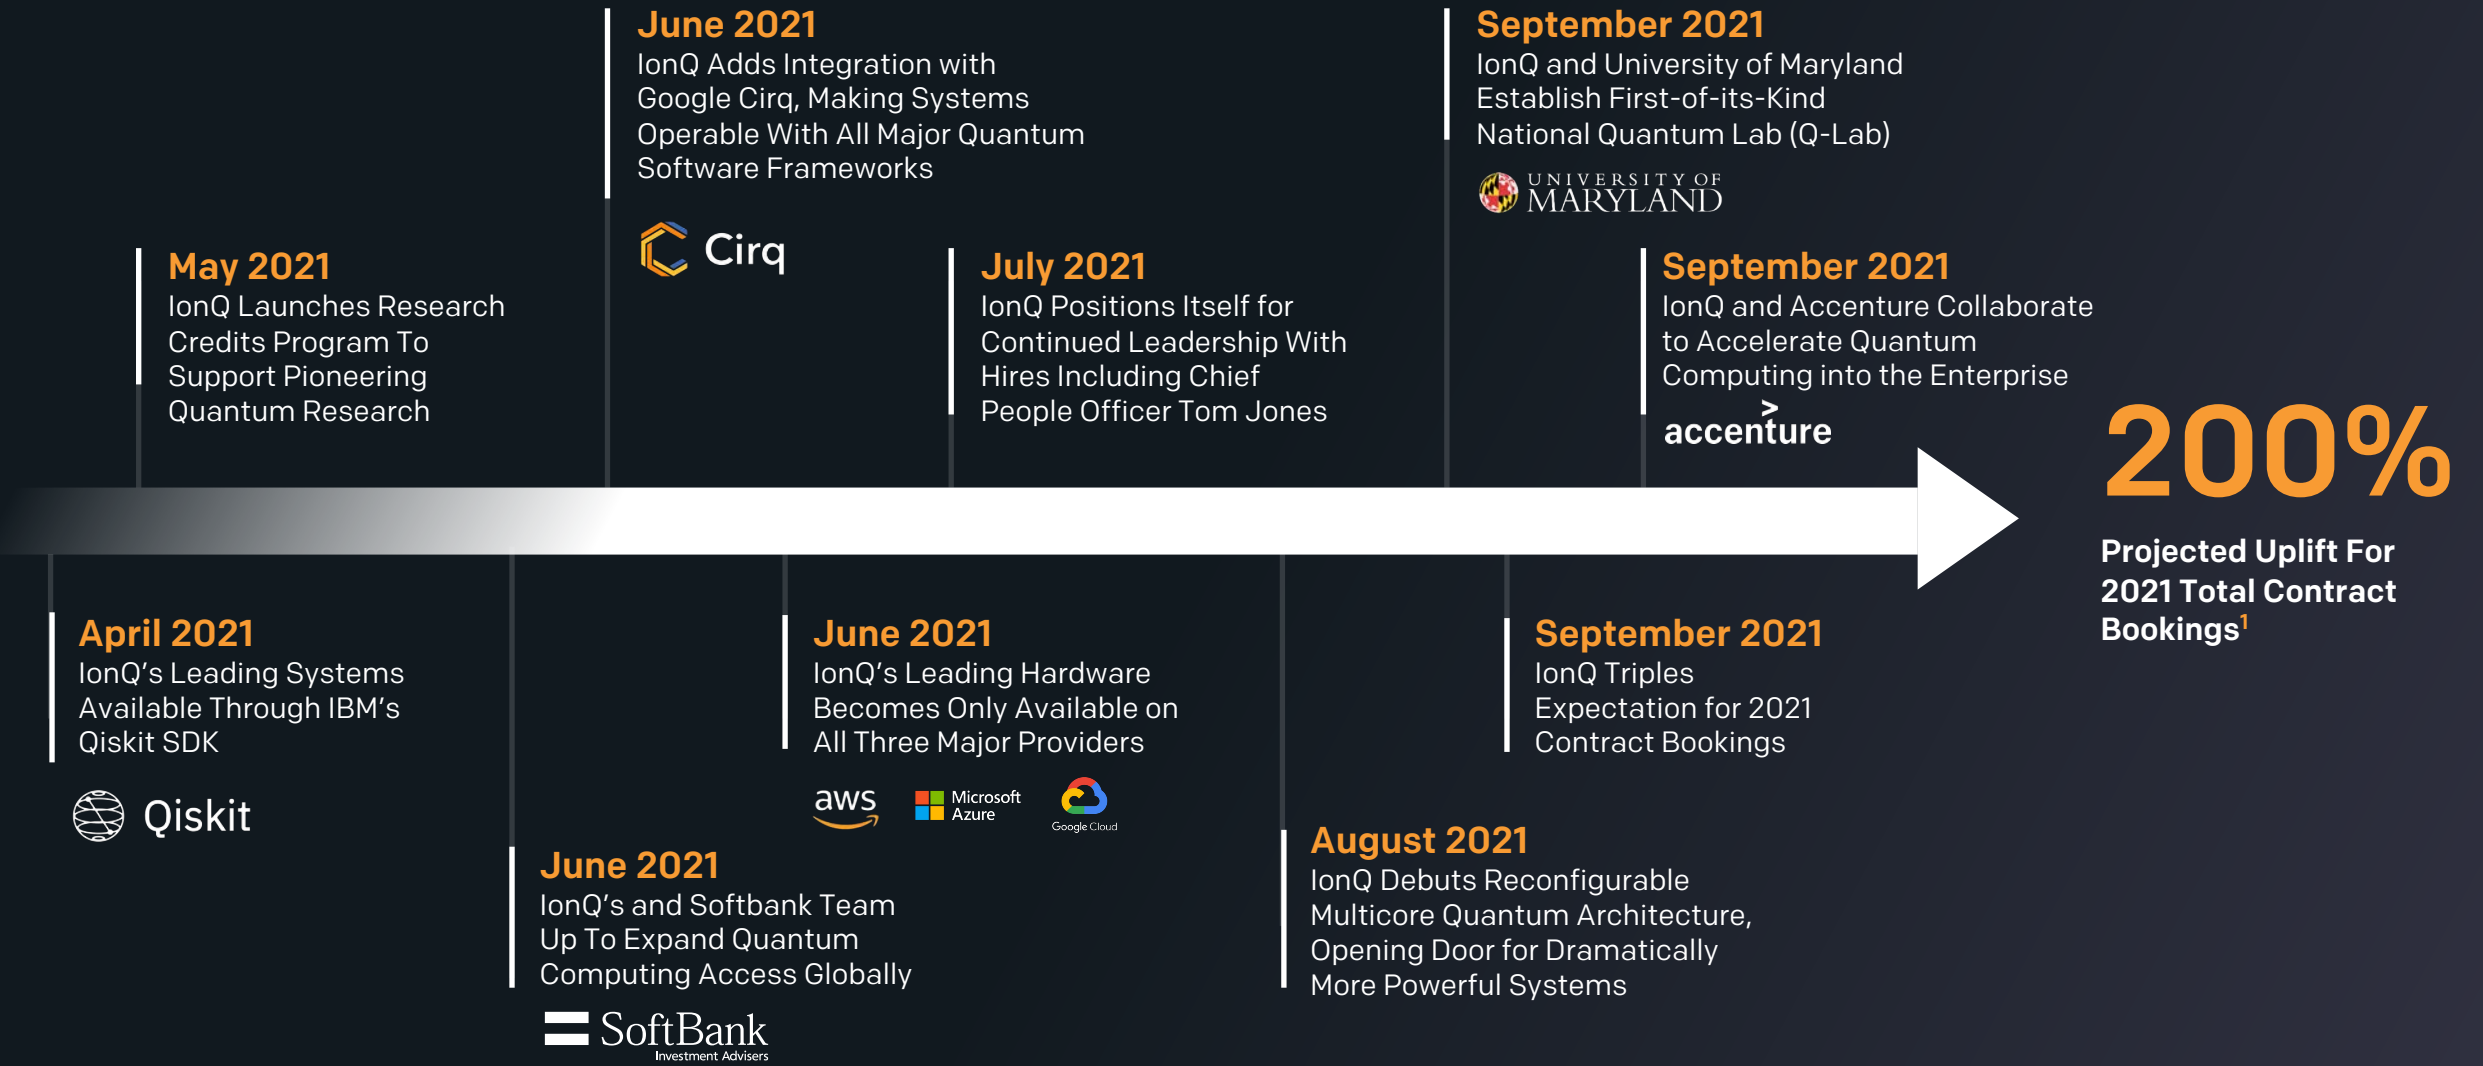 June 2021
IonQ Adds Integration with
Google Cirq, Making Systems
Operable With All Major Quantum
Software Frameworks
Cirq
September 2021
IonQ and University of Maryland
Establish First-of-its-Kind
National Quantum Lab (Q-Lab)
UNIVERSITY OF
MARYLAND
May 2021
IonQ Launches Research
Credits Program To
Support Pioneering
Quantum Research
July 2021
IonQ Positions Itself for
Continued Leadership With
Hires Including Chief
People Officer Tom Jones
September 2021
IonQ and Accenture Collaborate
to Accelerate Quantum
Computing into the Enterprise
>
accenture
200%
Projected Uplift For
2021 Total Contract
Bookings¹
April 2021
IonQ’s Leading Systems
Available Through IBM’s
Qiskit SDK
Qiskit
June 2021
IonQ’s and Softbank Team
Up To Expand Quantum
Computing Access Globally
SoftBank
Investment Advisers
June 2021
IonQ’s Leading Hardware
Becomes Only Available on
All Three Major Providers
aws
Microsoft
Azure
Google Cloud
September 2021
IonQ Triples
Expectation for 2021
Contract Bookings
August 2021
IonQ Debuts Reconfigurable
Multicore Quantum Architecture,
Opening Door for Dramatically
More Powerful Systems